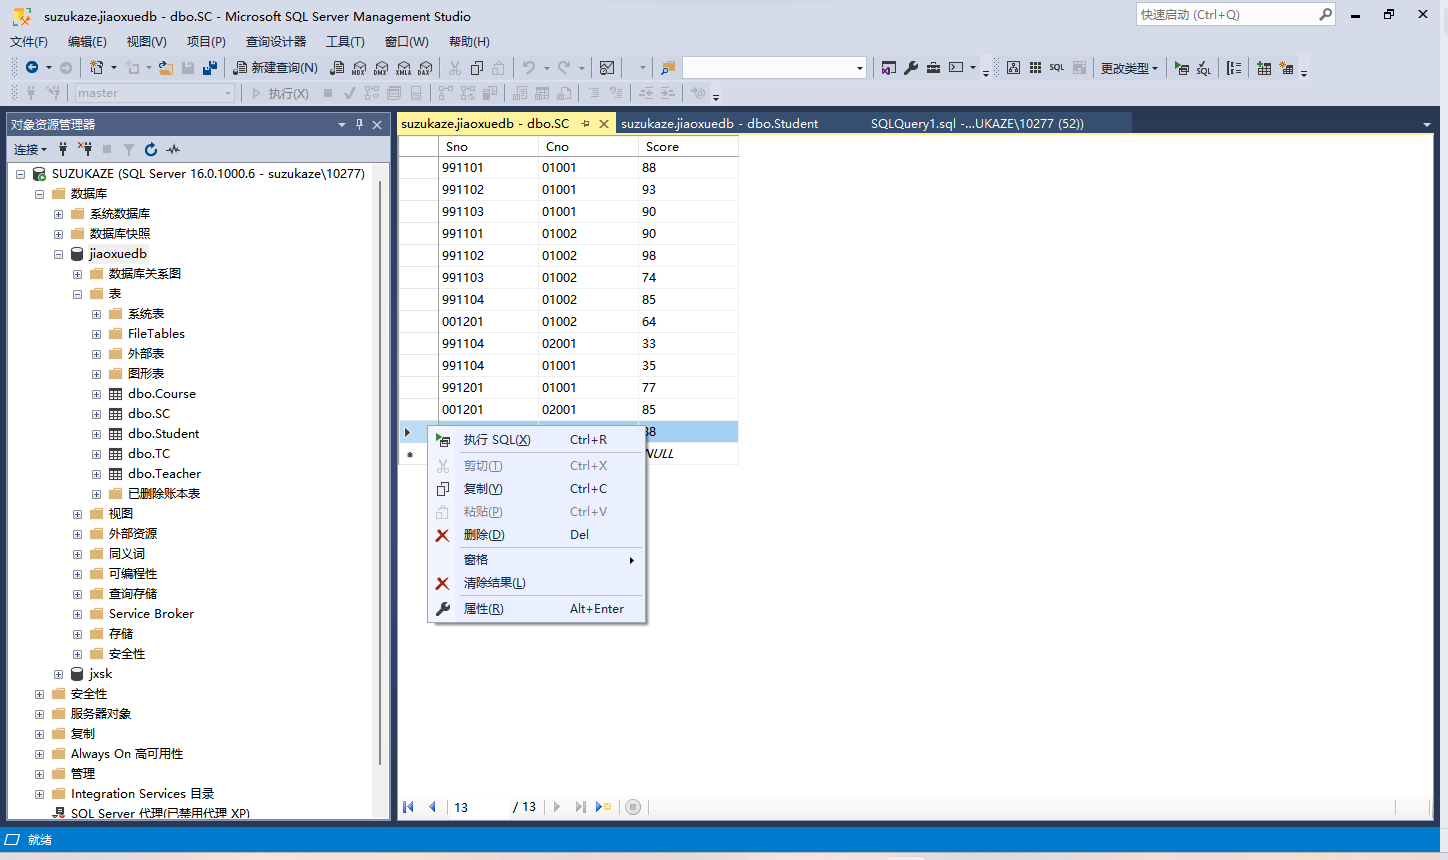 suzukaze.jiaoxuedb - dbo.SC - Microsoft SQL Server Management Studio
快速启动 (Ctrl+Q)
文件(F) 编辑(E) 视图(V) 项目(P) 查询设计器 工具(T) 窗口(W) 帮助(H)
新建查询(N) MDX DMX XMLA DAX SQL 更改类型 SQL
master 执行(X)
对象资源管理器
连接
SUZUKAZE (SQL Server 16.0.1000.6 - suzukaze\10277)
数据库
系统数据库
数据库快照
jiaoxuedb
数据库关系图
表
系统表
FileTables
外部表
图形表
dbo.Course
dbo.SC
dbo.Student
dbo.TC
dbo.Teacher
已删除账本表
视图
外部资源
同义词
可编程性
查询存储
Service Broker
存储
安全性
jxsk
安全性
服务器对象
复制
Always On 高可用性
管理
Integration Services 目录
SQL Server 代理(已禁用代理 XP)
suzukaze.jiaoxuedb - dbo.SC suzukaze.jiaoxuedb - dbo.Student SQLQuery1.sql -...UKAZE\10277 (52))
Sno Cno Score
991101 01001 88
991102 01001 93
991103 01001 90
991101 01002 90
991102 01002 98
991103 01002 74
991104 01002 85
001201 01002 64
991104 02001 33
991104 01001 35
991201 01001 77
001201 02001 85
88
NULL
执行 SQL(X) Ctrl+R
剪切(T) Ctrl+X
复制(Y) Ctrl+C
粘贴(P) Ctrl+V
删除(D) Del
窗格
清除结果(L)
属性(R) Alt+Enter
13 / 13
就绪